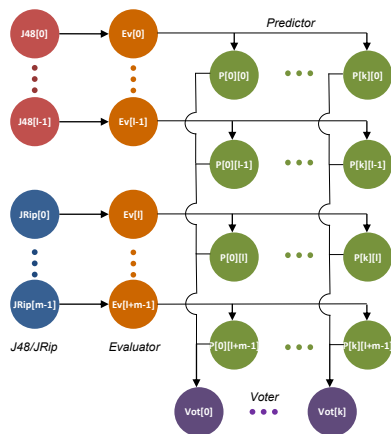 Predictor
J48[0]
Ev[0]
P[0][0]
P[k][0]
J48[l-1]
Ev[l-1]
P[0][l-1]
P[k][l-1]
JRip[0]
Ev[l]
P[0][l]
P[k][l]
JRip[m-1]
Ev[l+m-1]
P[0][l+m-1]
P[k][l+m-1]
J48/JRip
Evaluator
Voter
Vot[0]
Vot[k]